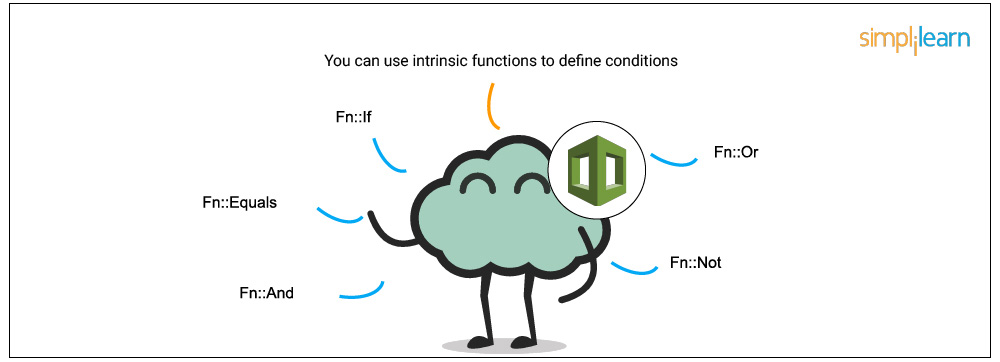 simplilearn
You can use intrinsic functions to define conditions
Fn::If
Fn::Or
Fn::Equals
Fn::Not
Fn::And